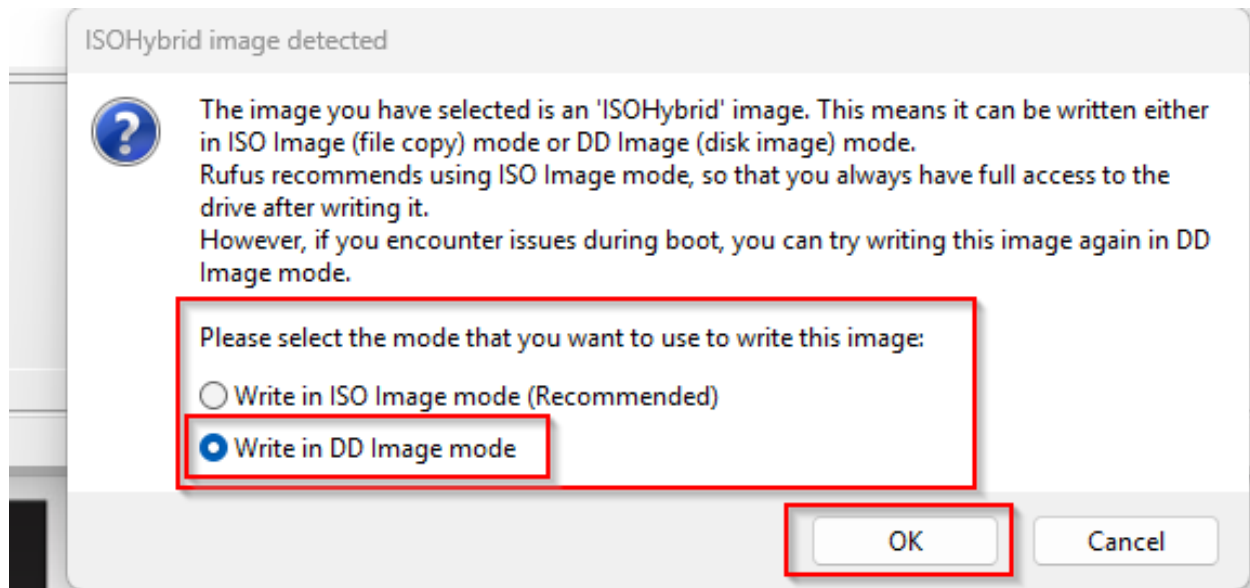 ISOHybrid image detected
The image you have selected is an 'ISOHybrid' image. This means it can be written either
in ISO Image (file copy) mode or DD Image (disk image) mode.
Rufus recommends using ISO Image mode, so that you always have full access to the
drive after writing it.
However, if you encounter issues during boot, you can try writing this image again in DD
Image mode.
Please select the mode that you want to use to write this image:
Write in ISO Image mode (Recommended)
Write in DD Image mode
OK
Cancel